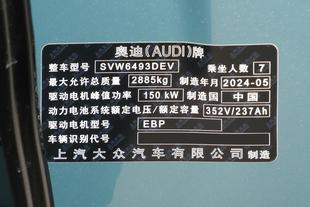 奥迪(AUDI)牌
整车型号 SVW6493DEV 乘坐人数 7
最大允许总质量 2885kg 制造年月 2024-05
驱动电机峰值功率 150 kW 制造国 中国
动力电池系统额定电压/额定容量 352V/237Ah
驱动电机型号 EBP
车辆识别代号
上汽大众汽车有限公司 制造